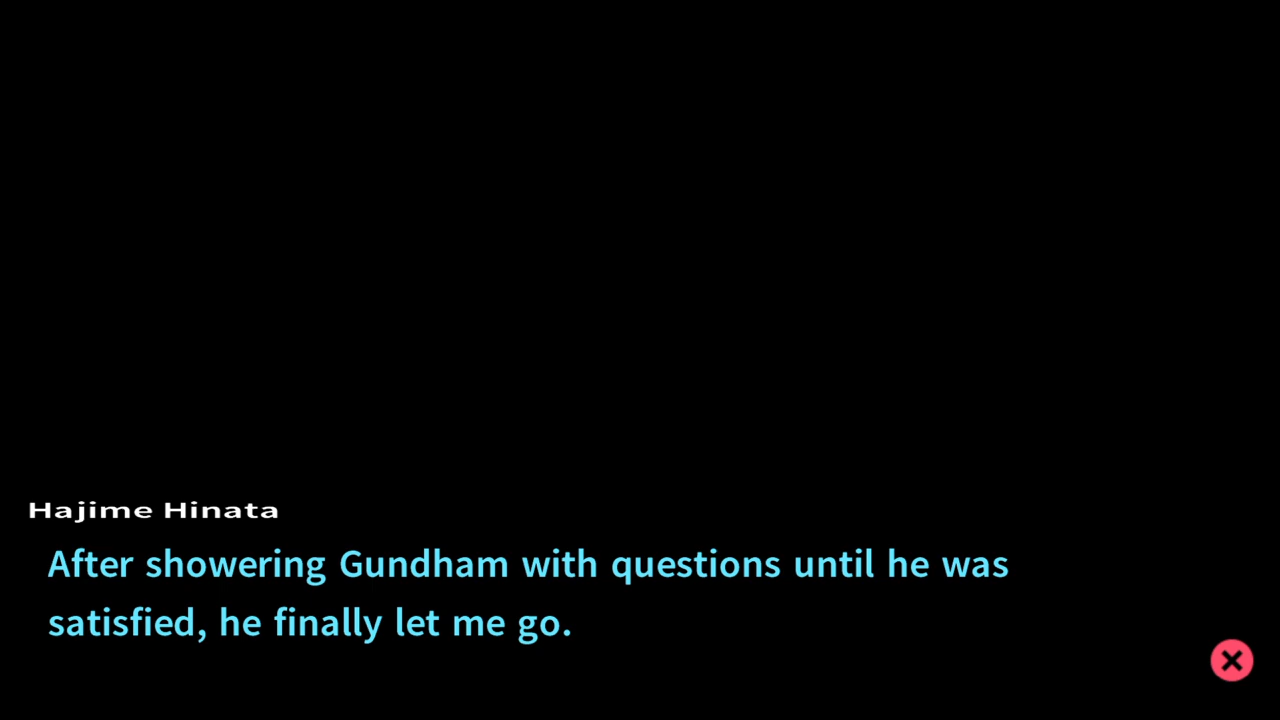 Hajime Hinata
After showering Gundham with questions until he was
satisfied, he finally let me go.